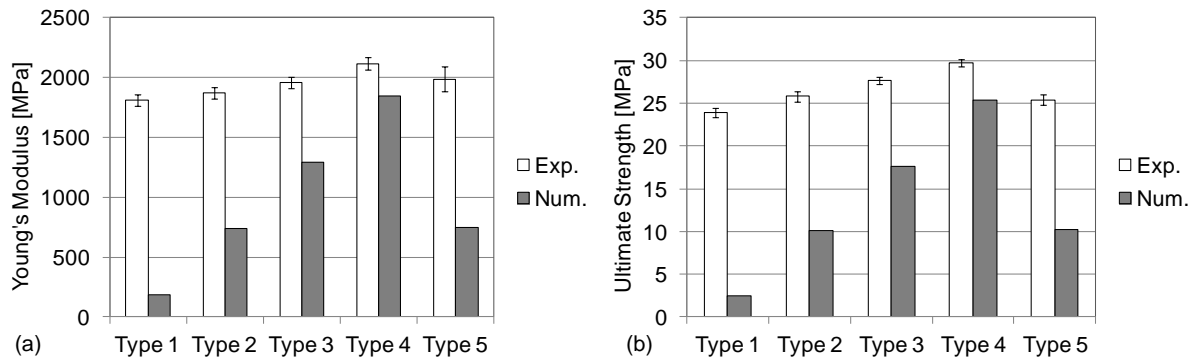 2500
2000
1500
1000
500
0
Young's Modulus [MPa]
Type 1 Type 2 Type 3 Type 4 Type 5
Exp.
Num.
(a)
35
30
25
20
15
10
5
0
Ultimate Strength [MPa]
Type 1 Type 2 Type 3 Type 4 Type 5
Exp.
Num.
(b)